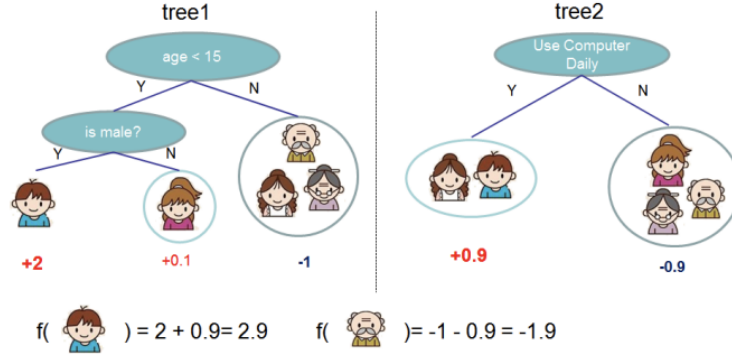 tree1
tree2
age < 15
Use Computer
Daily
Y
N
Y
N
is male?
Y
N
+2
+0.1
-1
+0.9
-0.9
f( ) = 2 + 0.9= 2.9
f( )= -1 - 0.9 = -1.9